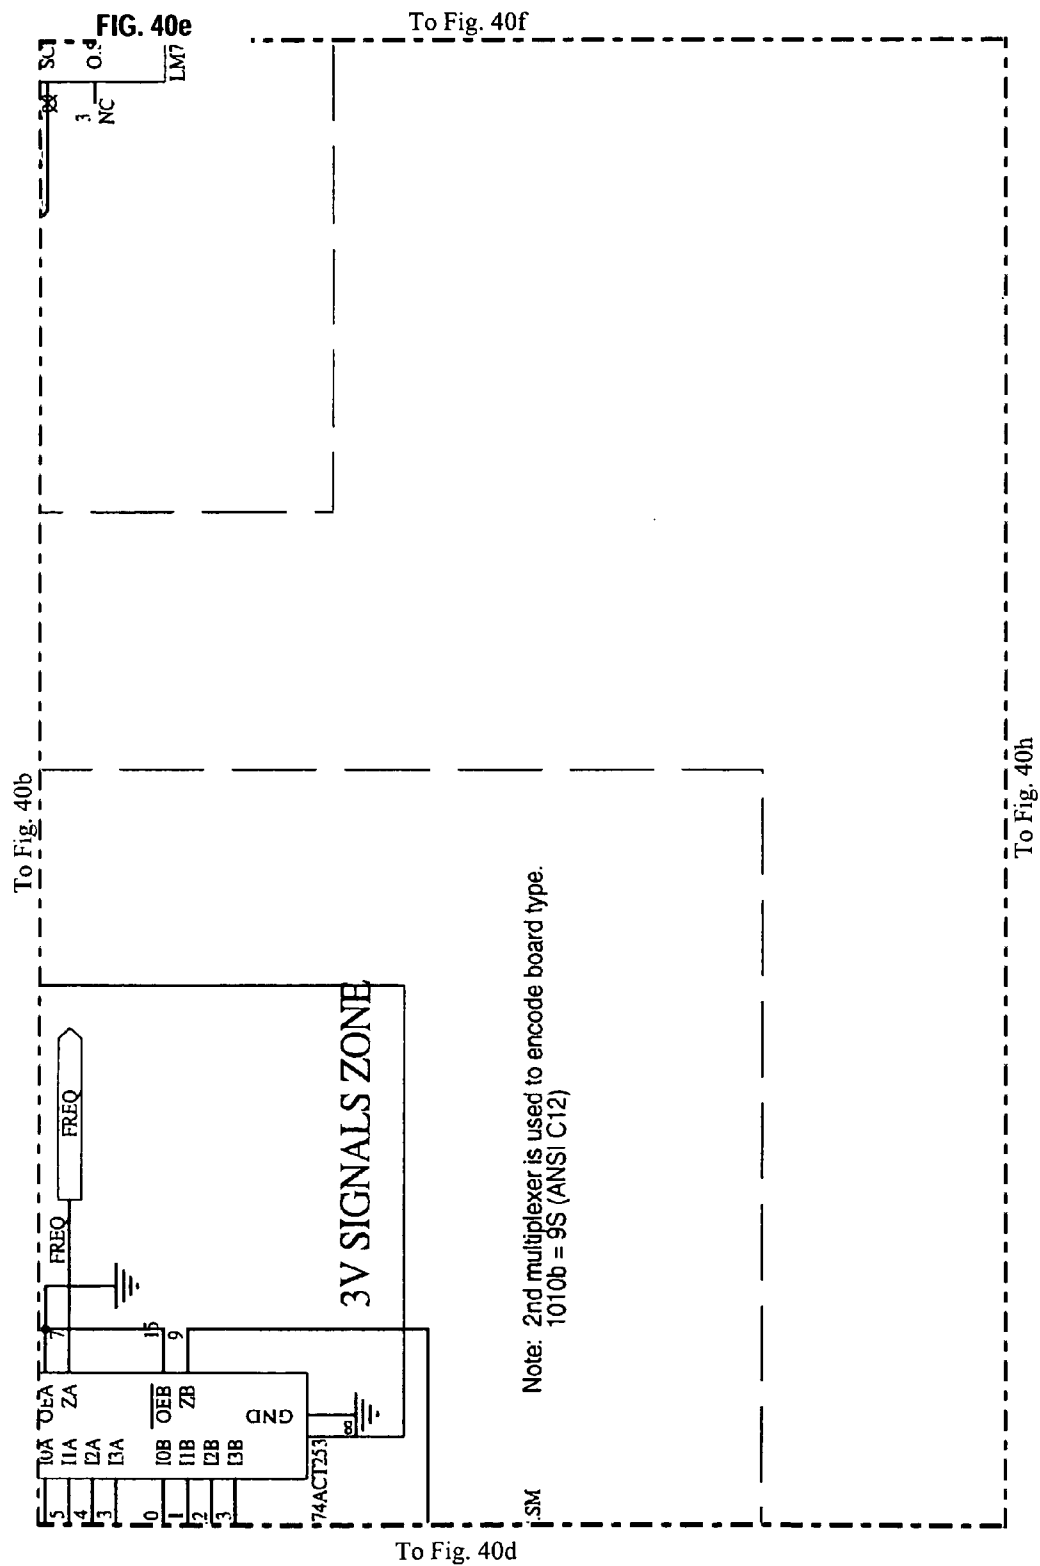 FIG. 40e
To Fig. 40f
3
NC
LM7
To Fig. 40b
To Fig. 40h
FREQ
FREQ
3V SIGNALS ZONE
Note: 2nd multiplexer is used to encode board type.
1010b = 9S (ANSI C12)
7
15
9
OEA
ZA
OEB
ZB
GND
8
I0A
I1A
I2A
I3A
I0B
I1B
I2B
I3B
74ACT253
5
4
3
0
1
2
3
.SM
To Fig. 40d